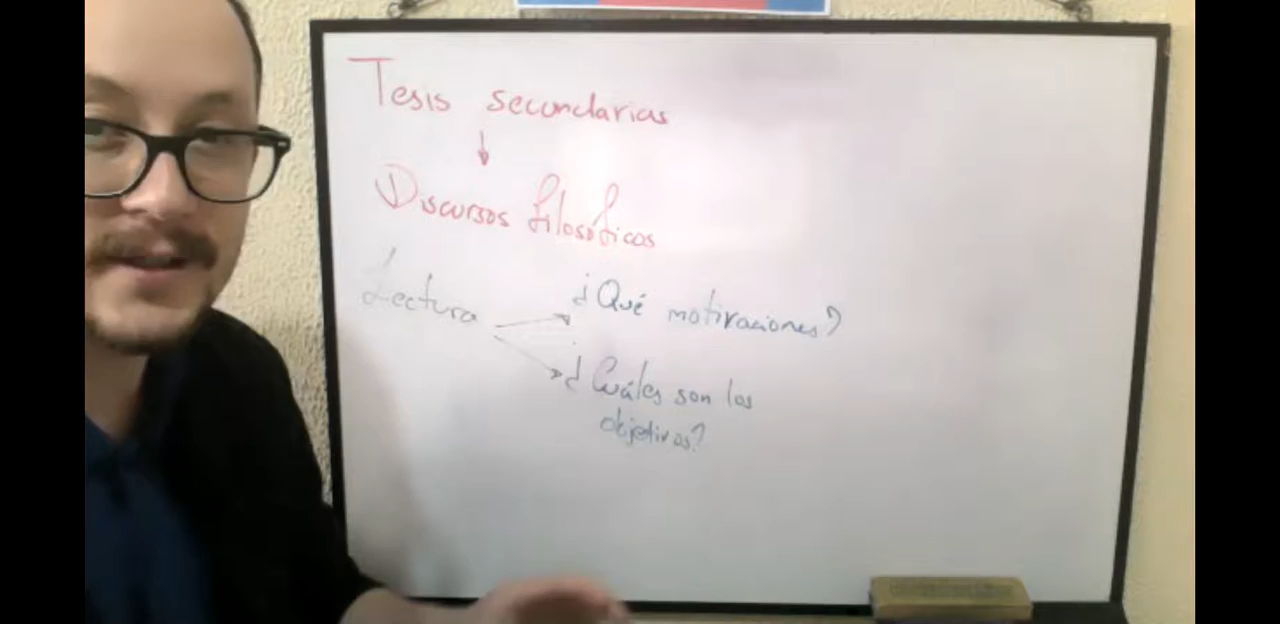 Tesis secundarias
Discursos filosóficos
Lectura
¿Qué motivaciones?
¿Cuáles son los
objetivos?